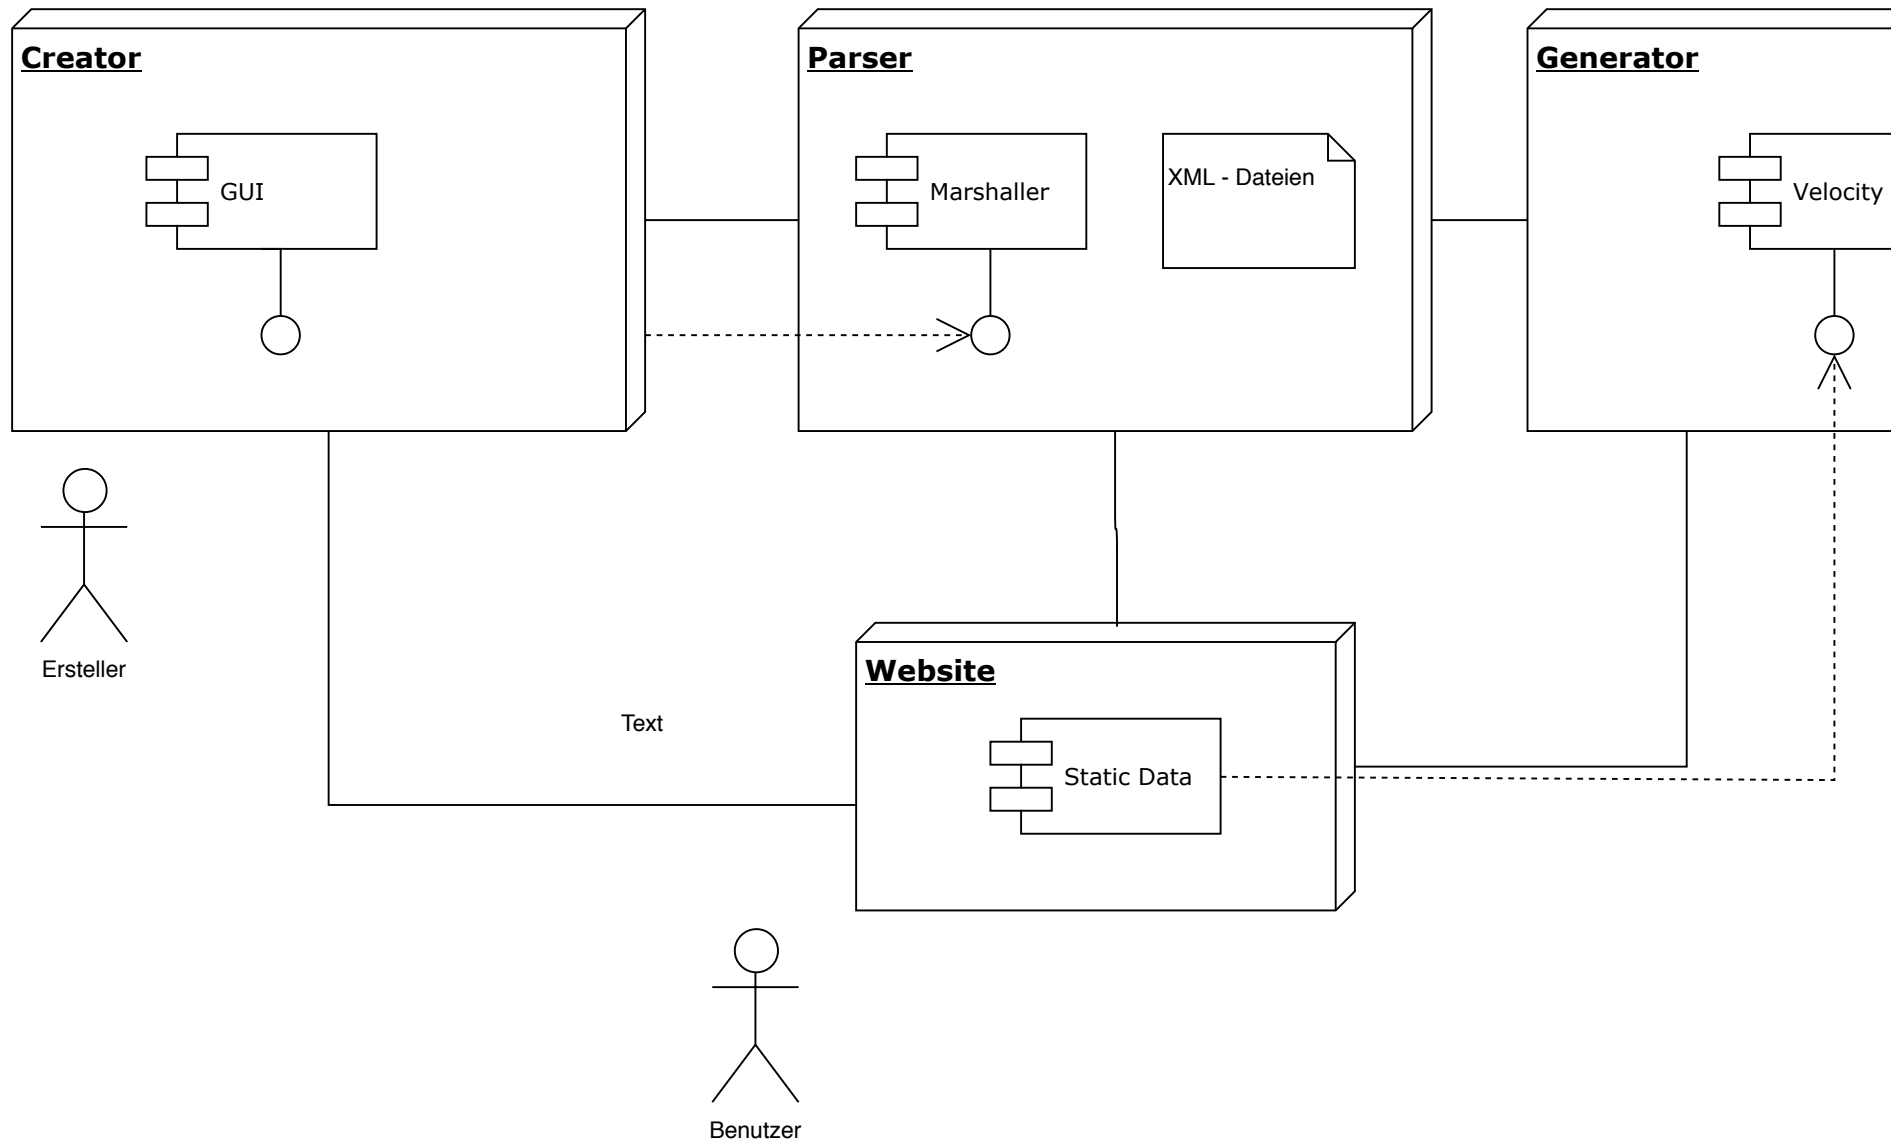 Creator
Parser
Generator
GUI
Marshaller
XML - Dateien
Velocity
Ersteller
Website
Text
Static Data
Benutzer